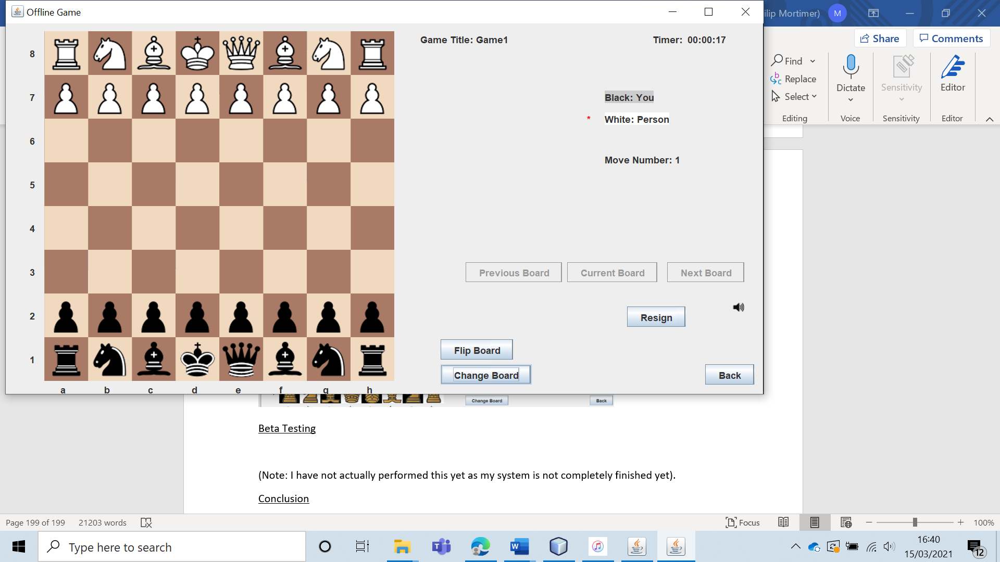 Offline Game
ilip Mortimer)
M
Share
Comments
Game Title: Game1
Timer: 00:00:17
8
7
6
5
4
3
2
1
a b c d e f g h
Black: You
* White: Person
Move Number: 1
Previous Board
Current Board
Next Board
Resign
Flip Board
Change Board
Back
Find
Replace
Select
Editing
Dictate
Voice
Sensitivity
Sensitivity
Editor
Editor
Change Board
Back
Beta Testing
(Note: I have not actually performed this yet as my system is not completely finished yet).
Conclusion
Page 199 of 199
21203 words
Focus
100%
Type here to search
16:40
15/03/2021
12